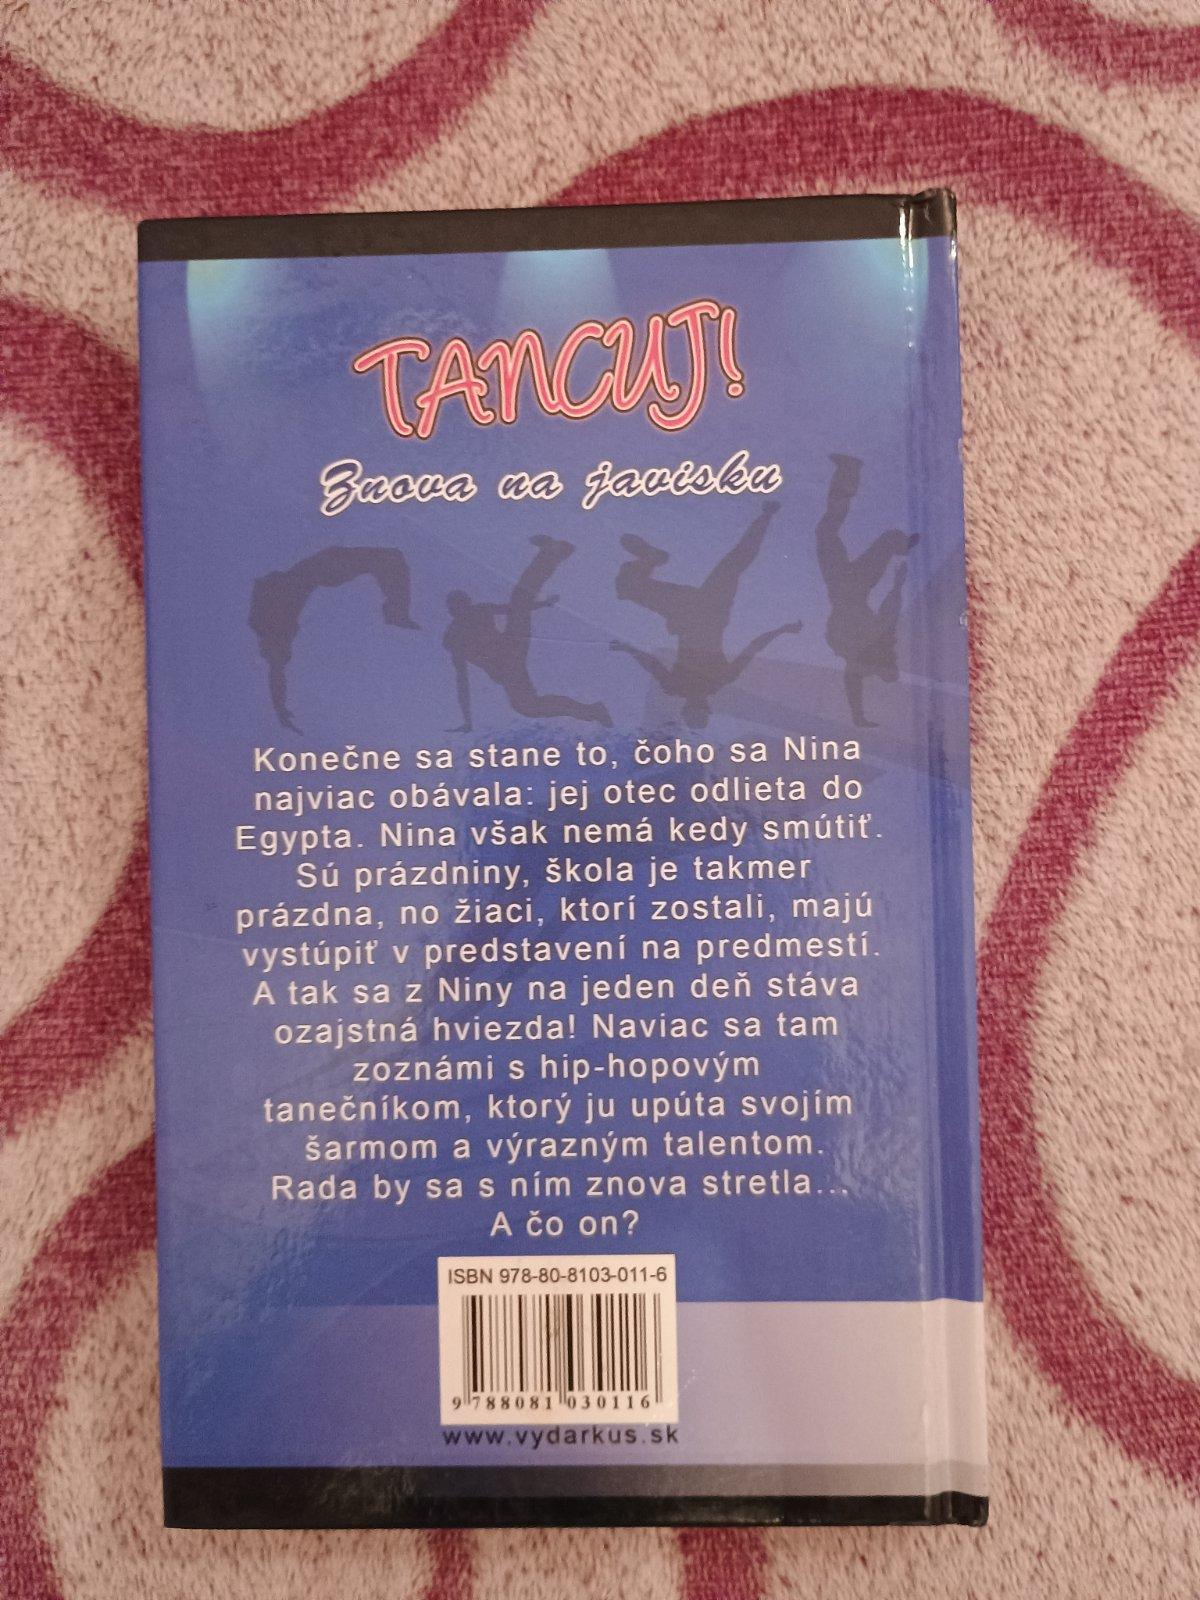 TANCUJ!
Znova na javisku
Konečne sa stane to, čoho sa Nina
najviac obávala: jej otec odlieta do
Egypta. Nina však nemá kedy smútiť.
Sú prázdniny, škola je takmer
prázdna, no žiaci, ktorí zostali, majú
vystúpiť v predstavení na predmestí.
A tak sa z Niny na jeden deň stáva
ozajstná hviezda! Naviac sa tam
zoznámi s hip-hopovým
tanečníkom, ktorý ju upúta svojím
šarmom a výrazným talentom.
Rada by sa s ním znova stretla...
A čo on?
ISBN 978-80-8103-011-6
9 788081 030116
www.vydarkus.sk